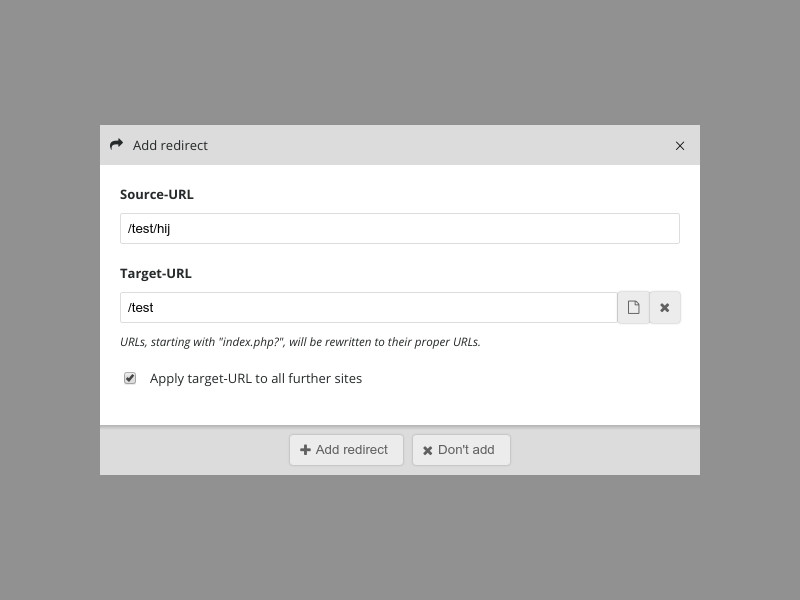 Add redirect
Source-URL
/test/hij
Target-URL
/test
URLs, starting with "index.php?", will be rewritten to their proper URLs.
Apply target-URL to all further sites
Add redirect Don't add